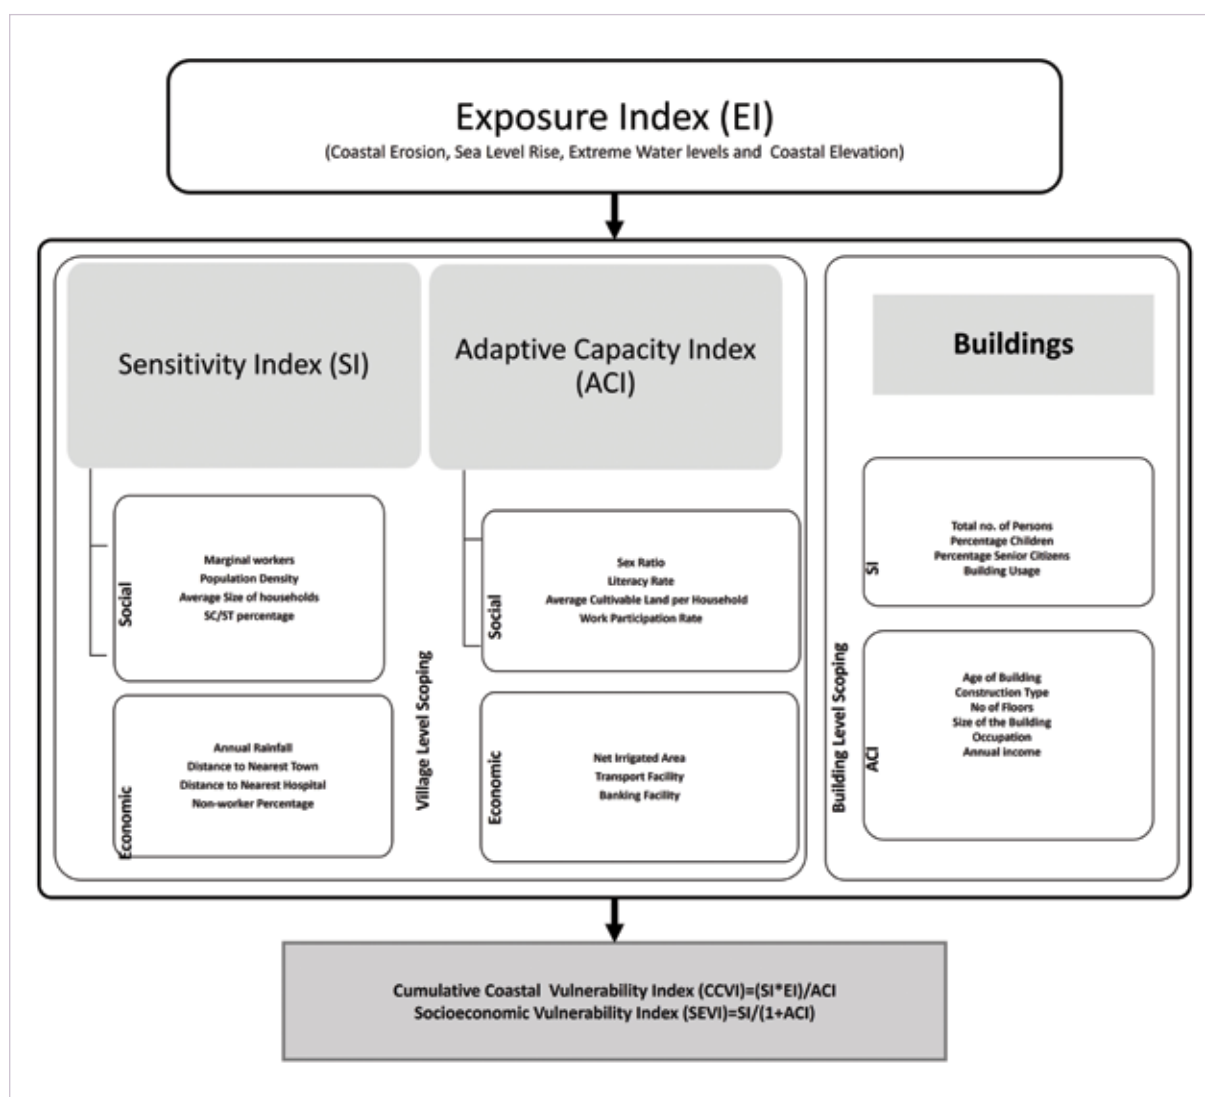 Exposure Index (EI)
(Coastal Erosion, Sea Level Rise, Extreme Water levels and Coastal Elevation)
Sensitivity Index (SI)
Social
Marginal workers
Population Density
Average Size of households
SC/ST percentage
Economic
Annual Rainfall
Distance to Nearest Town
Distance to Nearest Hospital
Non-worker Percentage
Village Level Scoping
Adaptive Capacity Index
(ACI)
Social
Sex Ratio
Literacy Rate
Average Cultivable Land per Household
Work Participation Rate
Economic
Net Irrigated Area
Transport Facility
Banking Facility
Buildings
Building Level Scoping
SI
Total no. of Persons
Percentage Children
Percentage Senior Citizens
Building Usage
ACI
Age of Building
Construction Type
No of Floors
Size of the Building
Occupation
Annual income
Cumulative Coastal Vulnerability Index (CCVI)=(SI*EI)/ACI
Socioeconomic Vulnerability Index (SEVI)=SI/(1+ACI)